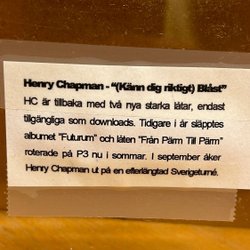 Henry Chapman - “(Känn dig riktigt) Blåst”
HC är tillbaka med två nya starka låtar, endast
tillgängliga som downloads. Tidigare i år släpptes
albumet "Futurum" och låten "Från Pärm Till Pärm"
roterade på P3 nu i sommar. I september åker
Henry Chapman ut på en efterlängtad Sverigeturné.